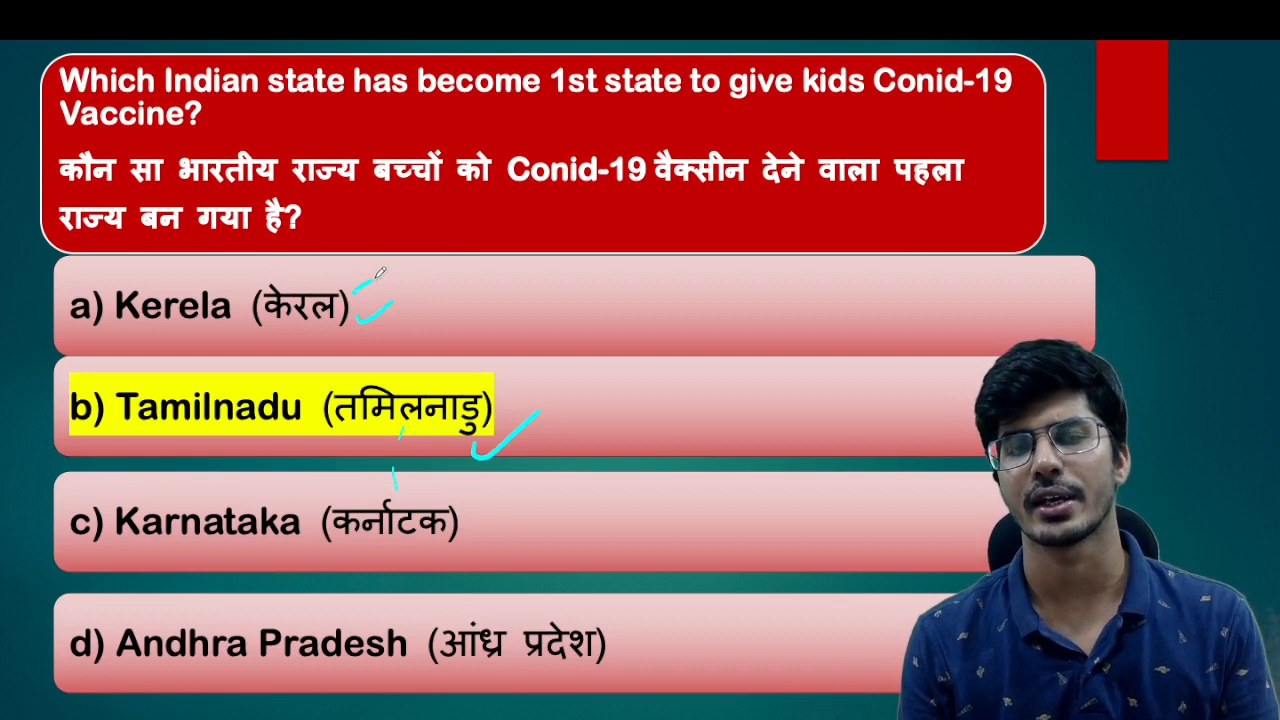 Which Indian state has become 1st state to give kids Conid-19
Vaccine?
कौन सा भारतीय राज्य बच्चों को Conid-19 वैक्सीन देने वाला पहला
राज्य बन गया है?
a) Kerela (केरल)
b) Tamilnadu (तमिलनाडु)
c) Karnataka (कर्नाटक)
d) Andhra Pradesh (आंध्र प्रदेश)